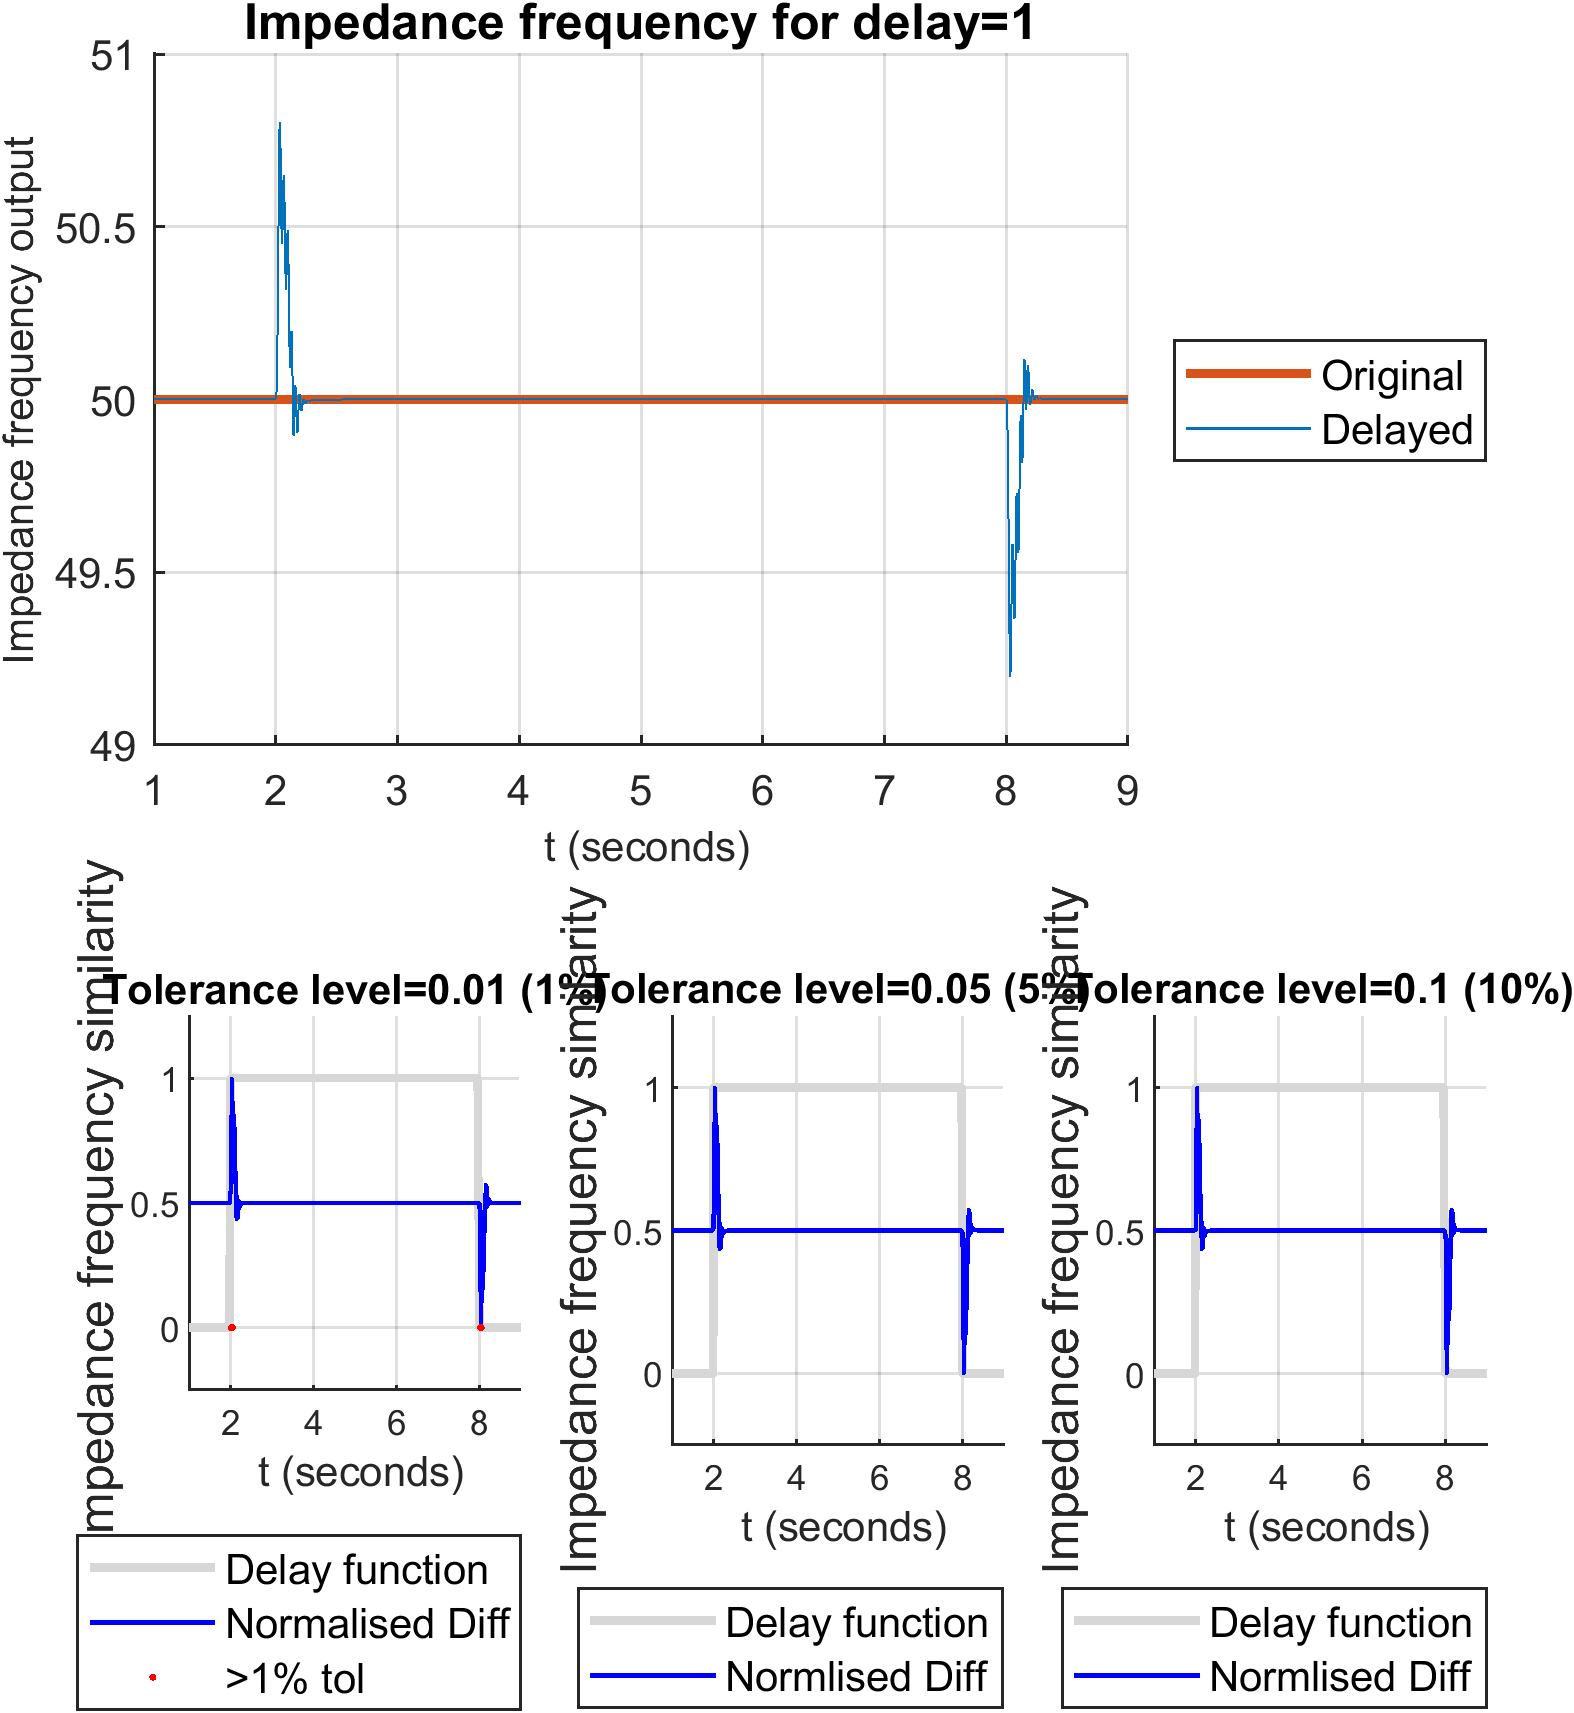 Impedance frequency for delay=1
Impedance frequency output
51
50.5
50
49.5
49
1 2 3 4 5 6 7 8 9
t (seconds)
Original
Delayed
Tolerance level=0.01 (1%)
Impedance frequency similarity
1
0.5
0
2 4 6 8
t (seconds)
Delay function
Normalised Diff
>1% tol
Tolerance level=0.05 (5%)
Impedance frequency similarity
1
0.5
0
2 4 6 8
t (seconds)
Delay function
Normlised Diff
Tolerance level=0.1 (10%)
Impedance frequency similarity
1
0.5
0
2 4 6 8
t (seconds)
Delay function
Normlised Diff